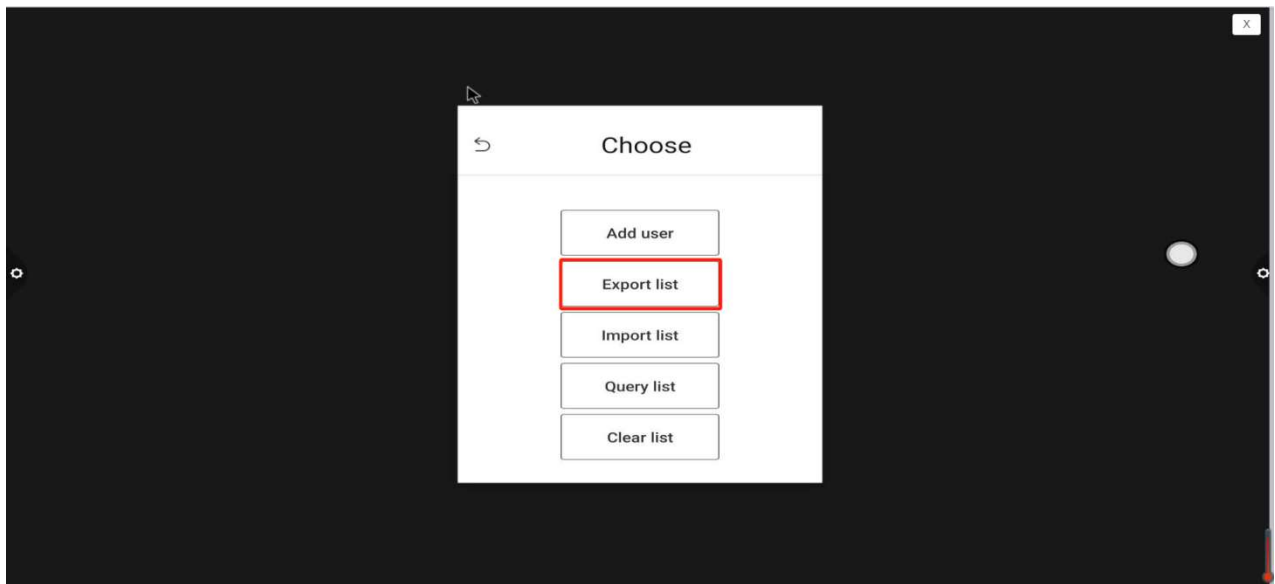 X
Choose
Add user
Export list
Import list
Query list
Clear list